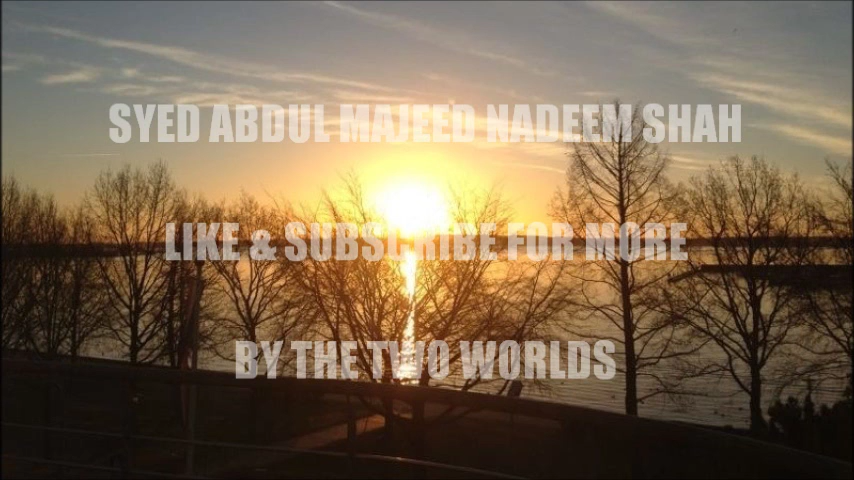 SYED ABDUL MAJEED NADEEM SHAH
LIKE & SUBSCRIBE FOR MORE
BY THE TWO WORLDS